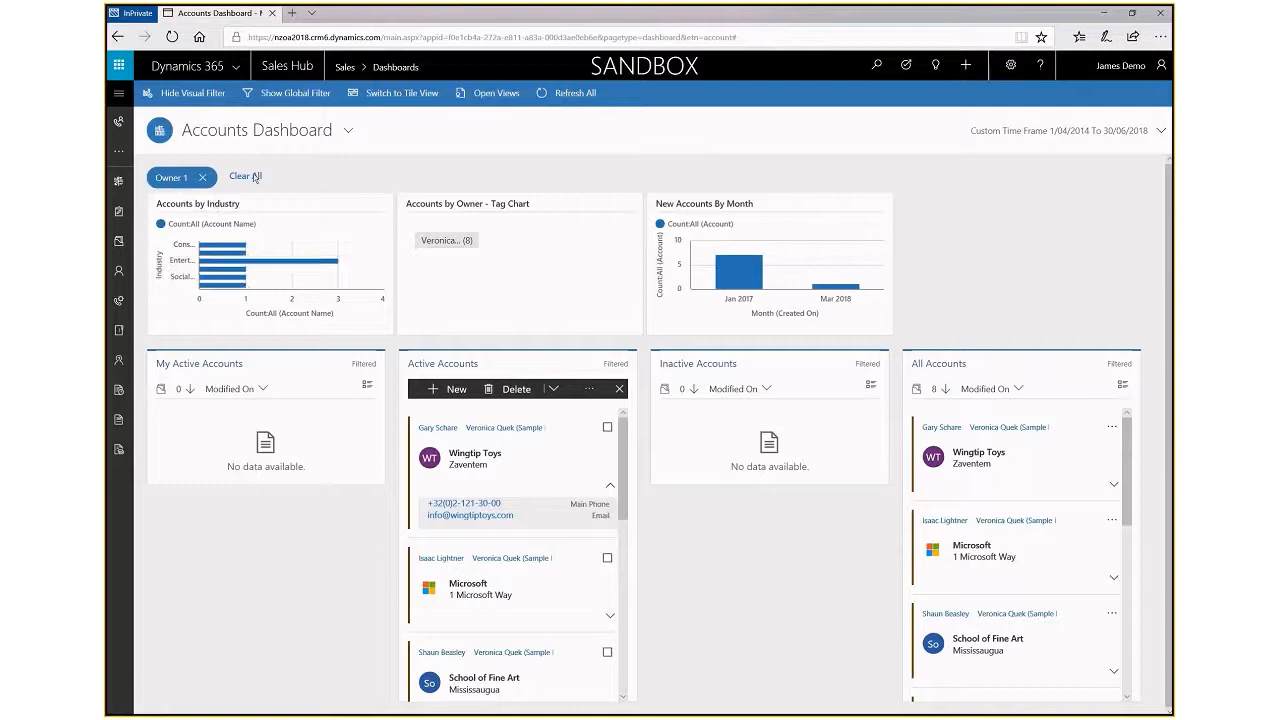 InPrivate
Accounts Dashboard - M
https://nzoa2018.crm6.dynamics.com/main.aspx?appid=f0e1cb4a-272a-e811-a83a-000d3ae0eb6e&pagetype=dashboard&etn=account#
Dynamics 365
Sales Hub
Sales > Dashboards
SANDBOX
James Demo
Hide Visual Filter
Show Global Filter
Switch to Tile View
Open Views
Refresh All
Accounts Dashboard
Custom Time Frame 1/04/2014 To 30/06/2018
Owner 1
Clear All
Accounts by Industry
Count:All (Account Name)
Industry
Cons...
Entert...
Social...
0 1 2 3 4
Count:All (Account Name)
Accounts by Owner - Tag Chart
Veronica... (8)
New Accounts By Month
Count:All (Account)
Count:All (Account)
10
5
0
Jan 2017 Mar 2018
Month (Created On)
My Active Accounts
Filtered
0 Modified On
No data available.
Active Accounts
Filtered
New Delete ...
Gary Schare Veronica Quek (Sample
WT
Wingtip Toys
Zaventem
+32(0)2-121-30-00 Main Phone
info@wingtiptoys.com Email
Isaac Lightner Veronica Quek (Sample
Microsoft
1 Microsoft Way
Shaun Beasley Veronica Quek (Sample
So
School of Fine Art
Mississaugua
Inactive Accounts
Filtered
0 Modified On
No data available.
All Accounts
Filtered
8 Modified On
Gary Schare Veronica Quek (Sample
WT
Wingtip Toys
Zaventem
Isaac Lightner Veronica Quek (Sample
Microsoft
1 Microsoft Way
Shaun Beasley Veronica Quek (Sample
So
School of Fine Art
Mississaugua